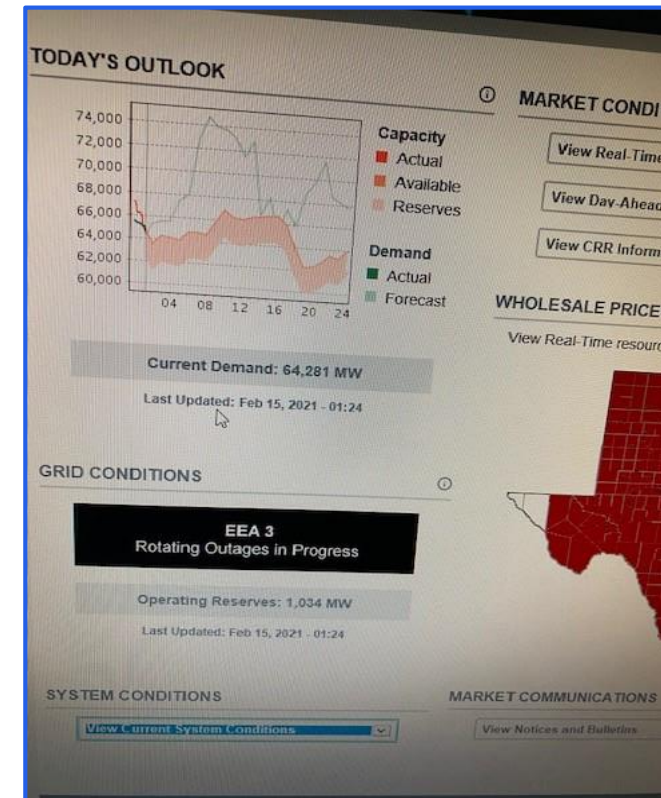 TODAY'S OUTLOOK
74,000
72,000
70,000
68,000
66,000
64,000
62,000
60,000
04 08 12 16 20 24
Capacity
Actual
Available
Reserves
Demand
Actual
Forecast
Current Demand: 64,281 MW
Last Updated: Feb 15, 2021 - 01:24
GRID CONDITIONS
EEA 3
Rotating Outages in Progress
Operating Reserves: 1,034 MW
Last Updated: Feb 15, 2021 - 01:24
SYSTEM CONDITIONS
View Current System Conditions
MARKET CONDI
View Real-Time
View Day-Ahead
View CRR Inform
WHOLESALE PRICE
View Real-Time resour
MARKET COMMUNICATIONS
View Notices and Bulletins